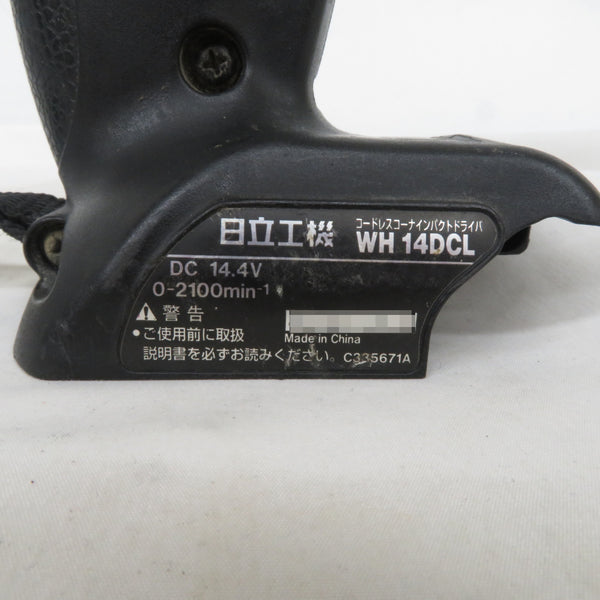 日立工機
コードレスコーナインパクトドライバ
WH 14DCL
DC 14.4V
0-2100min⁻¹
警告
•ご使用前に取扱
説明書を必ずお読みください。
Made in China
C335671A